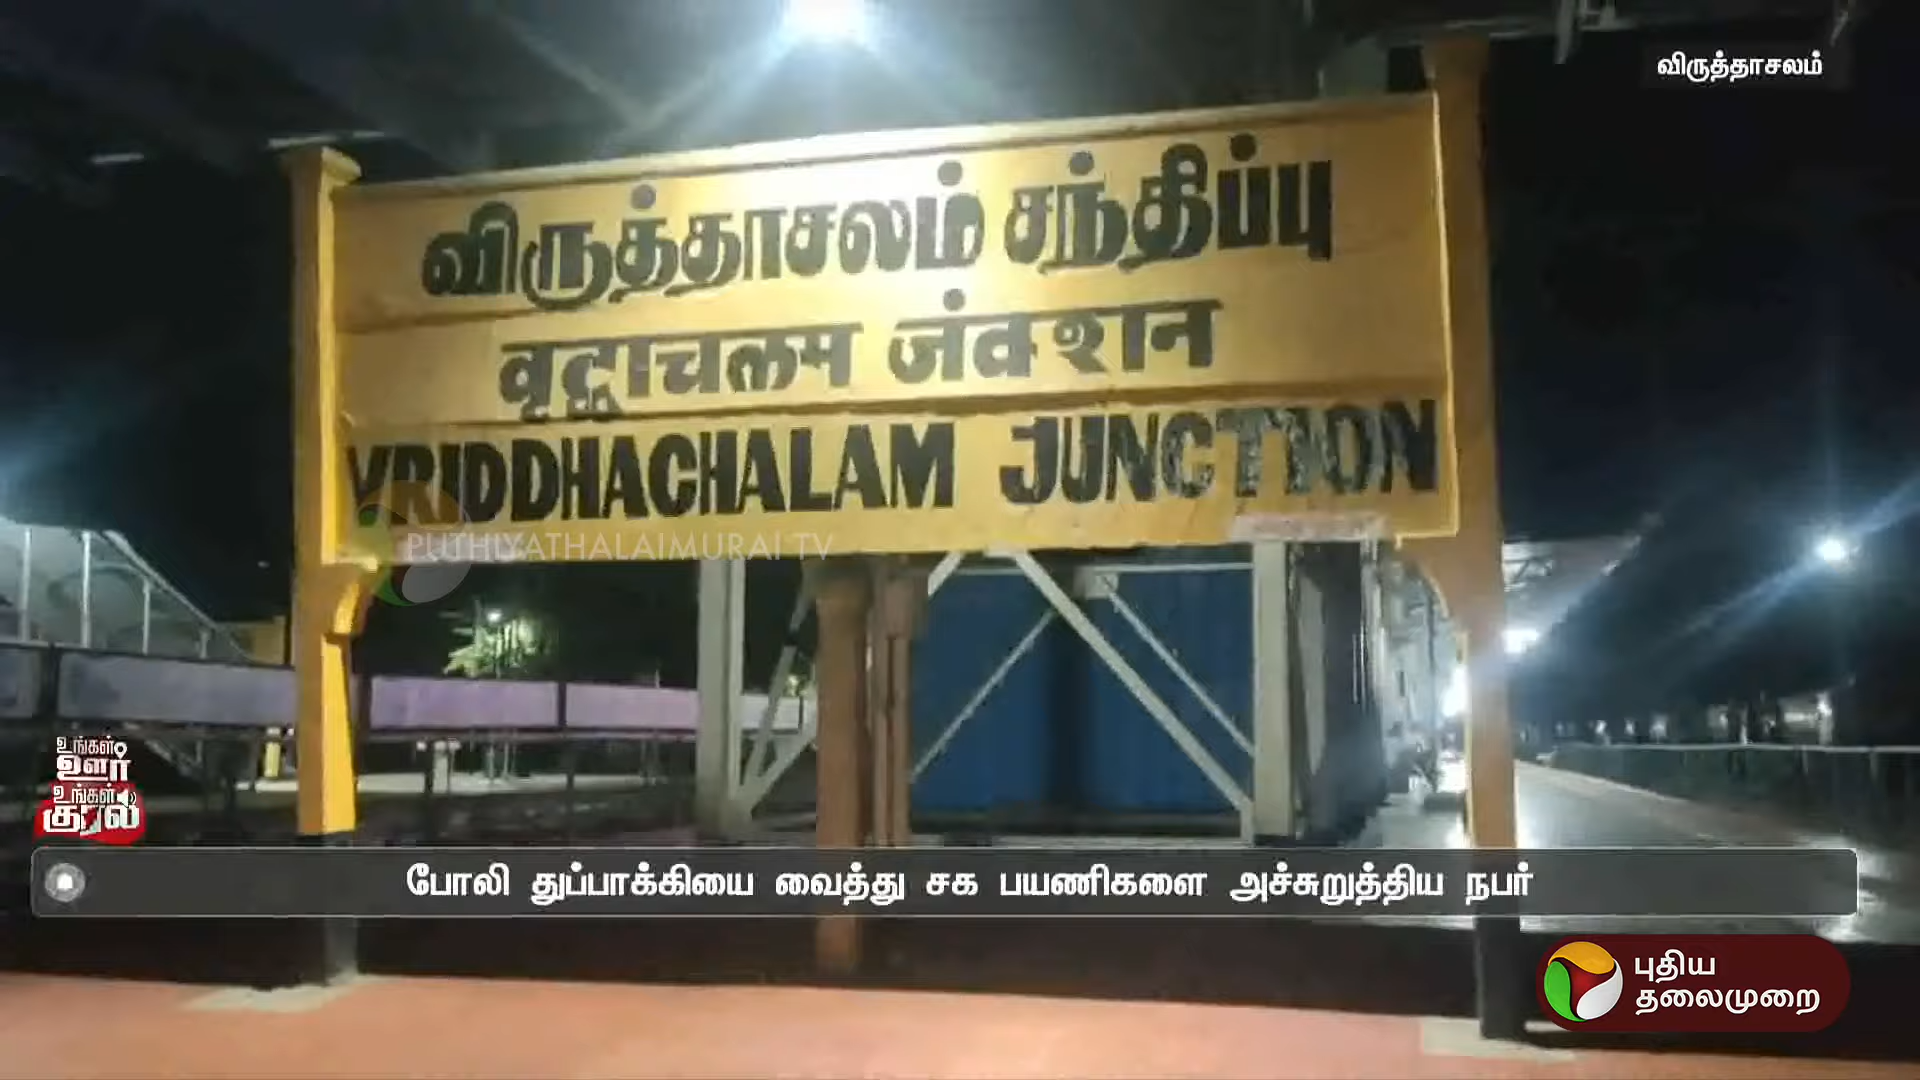 விருத்தாசலம்
விருத்தாசலம் சந்திப்பு
वृद्धाचलम जंक्शन
VRIDDHACHALAM JUNCTION
PUTHIYATHALAIMURAI TV
உங்கள்
ஊர்
உங்கள்
குரல்
போலி துப்பாக்கியை வைத்து சக பயணிகளை அச்சுறுத்திய நபர்
புதிய
தலைமுறை